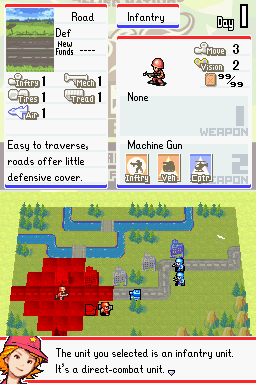 Road
Infantry
Day 1
Def
New
Funds ----
Move 3
Vision 2
99/99
Inftry 1
Mech 1
Tires 1
Tread 1
Air 1
None
1
WEAPON
Easy to traverse,
roads offer little
defensive cover.
Machine Gun
Inftry
Veh
Cptr
2
WEAPON
The unit you selected is an infantry unit.
It's a direct-combat unit.